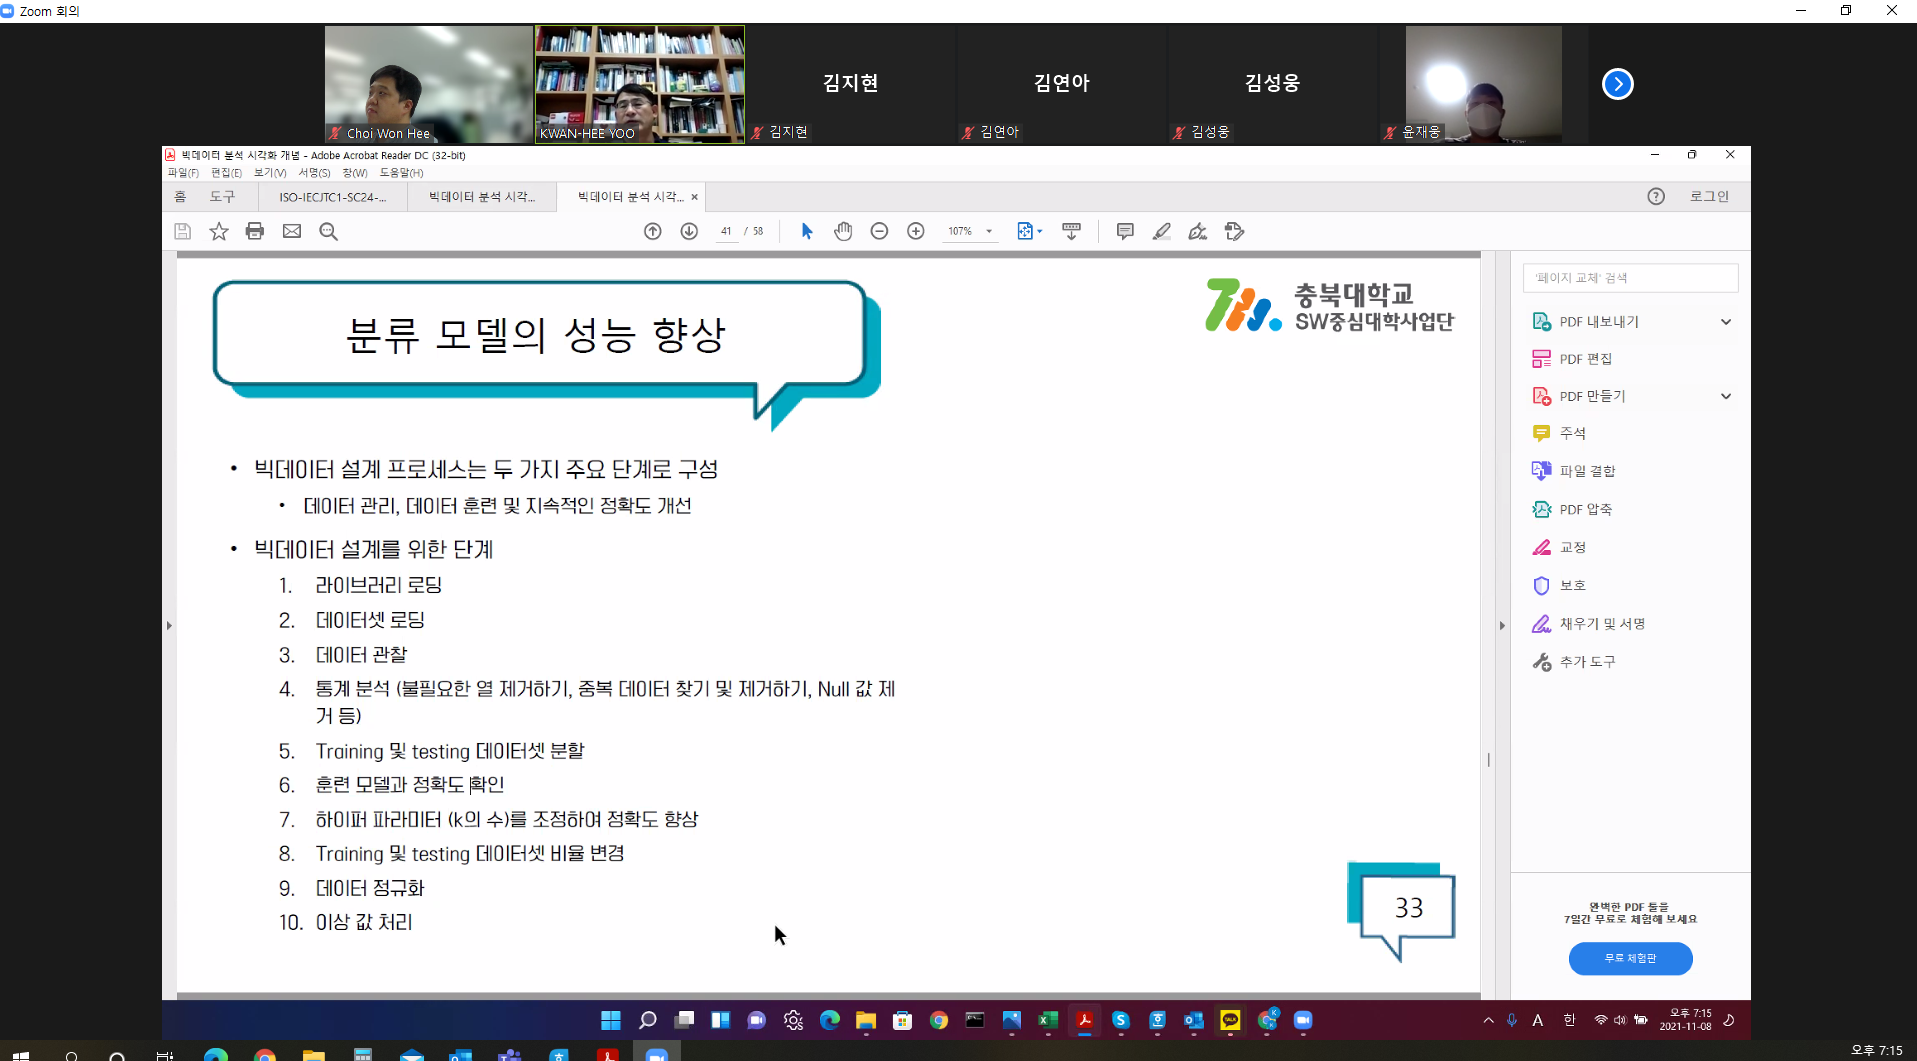 Zoom 회의
김지현
김연아
김성웅
Choi Won Hee
KWAN-HEE YOO
김지현
김연아
김성웅
윤재웅
빅데이터 분석 시각화 개념 - Adobe Acrobat Reader DC (32-bit)
파일(F) 편집(E) 보기(V) 서명(S) 창(W) 도움말(H)
홈 도구 ISO-IECJTC1-SC24-... 빅데이터 분석 시각... 빅데이터 분석 시각... × 로그인
41 / 58 107%
분류 모델의 성능 향상
충북대학교
SW중심대학사업단
• 빅데이터 설계 프로세스는 두 가지 주요 단계로 구성
• 데이터 관리, 데이터 훈련 및 지속적인 정확도 개선
• 빅데이터 설계를 위한 단계
1. 라이브러리 로딩
2. 데이터셋 로딩
3. 데이터 관찰
4. 통계 분석 (불필요한 열 제거하기, 중복 데이터 찾기 및 제거하기, Null 값 제
거 등)
5. Training 및 testing 데이터셋 분할
6. 훈련 모델과 정확도 확인
7. 하이퍼 파라미터 (k의 수)를 조정하여 정확도 향상
8. Training 및 testing 데이터셋 비율 변경
9. 데이터 정규화
10. 이상 값 처리
33
'페이지 교체' 검색
PDF 내보내기
PDF 편집
PDF 만들기
주석
파일 결합
PDF 압축
교정
보호
채우기 및 서명
추가 도구
완벽한 PDF 툴을
7일간 무료로 체험해 보세요
무료 체험판
A 한 오후 7:15
2021-11-08
오후 7:15